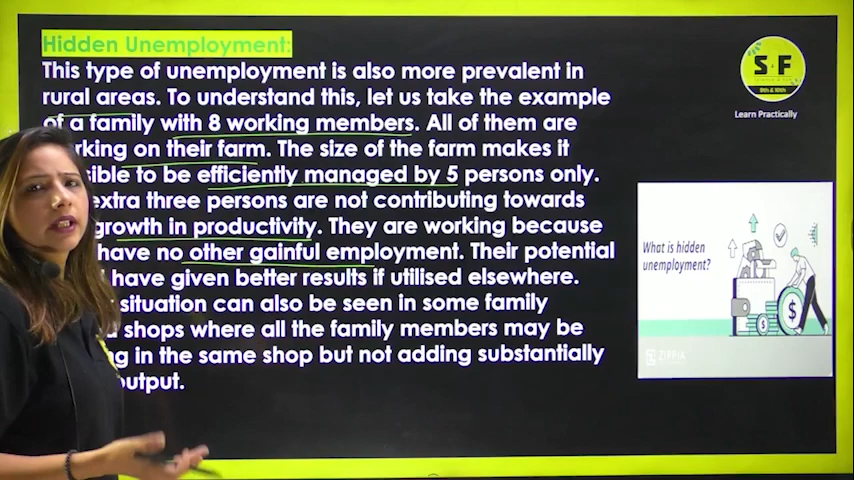 Hidden Unemployment:
This type of unemployment is also more prevalent in
rural areas. To understand this, let us take the example
of a family with 8 working members. All of them are
on their farm. The size of the farm makes it
to be efficiently managed by 5 persons only.
extra three persons are not contributing towards
growth in productivity. They are working because
have no other gainful employment. Their potential
have given better results if utilised elsewhere.
situation can also be seen in some family
shops where all the family members may be
in the same shop but not adding substantially
output.
S F
9th & 10th
Learn Practically
What is hidden
unemployment?
ZIPPIA